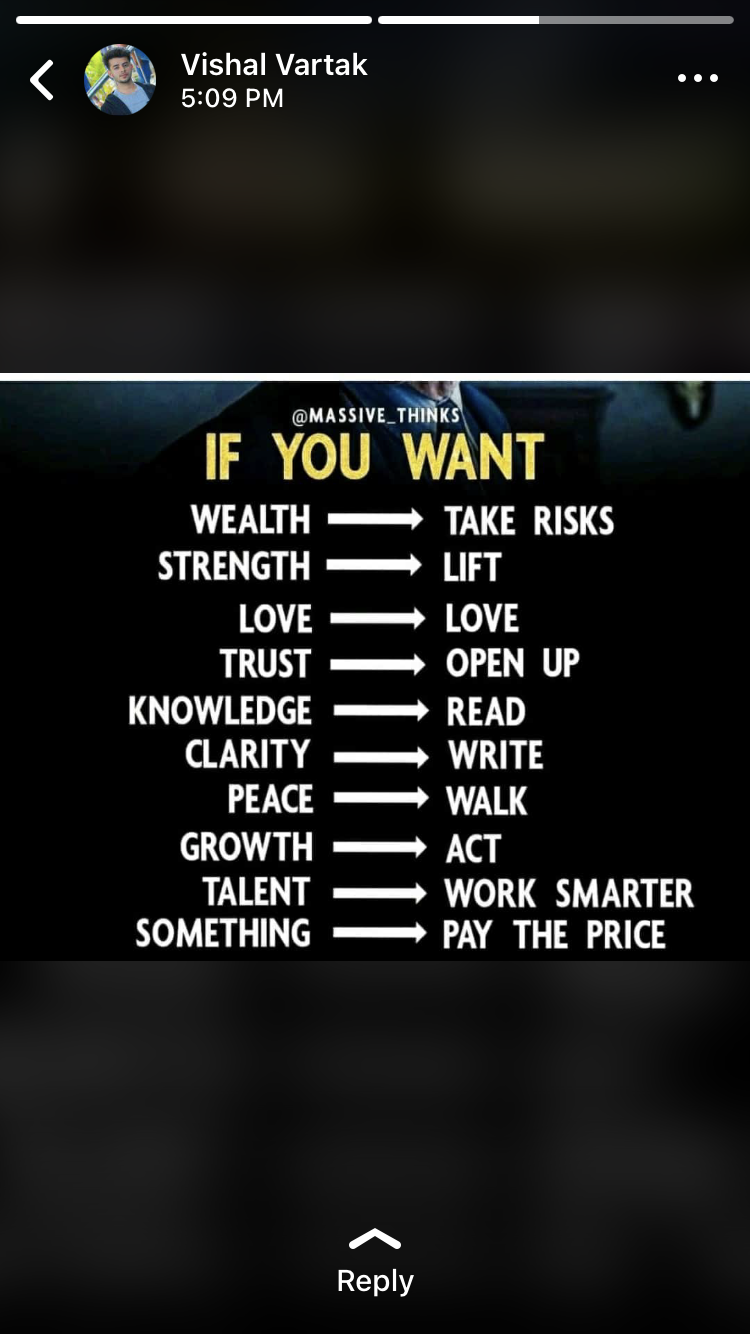 Vishal Vartak
5:09 PM
@MASSIVE_THINKS
IF YOU WANT
WEALTH → TAKE RISKS
STRENGTH → LIFT
LOVE → LOVE
TRUST → OPEN UP
KNOWLEDGE → READ
CLARITY → WRITE
PEACE → WALK
GROWTH → ACT
TALENT → WORK SMARTER
SOMETHING → PAY THE PRICE
Reply